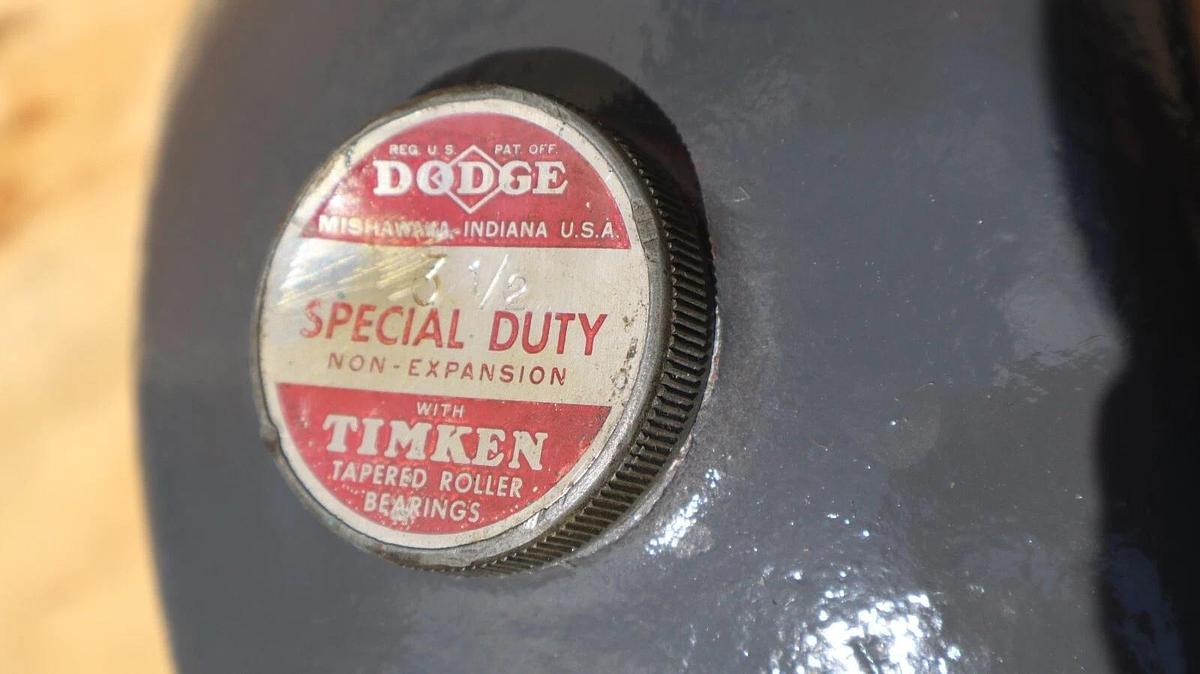 REG. U.S. PAT. OFF.
DODGE
MISHAWAKA-INDIANA U.S.A.
3 1/2
SPECIAL DUTY
NON-EXPANSION
WITH
TIMKEN
TAPERED ROLLER
BEARINGS